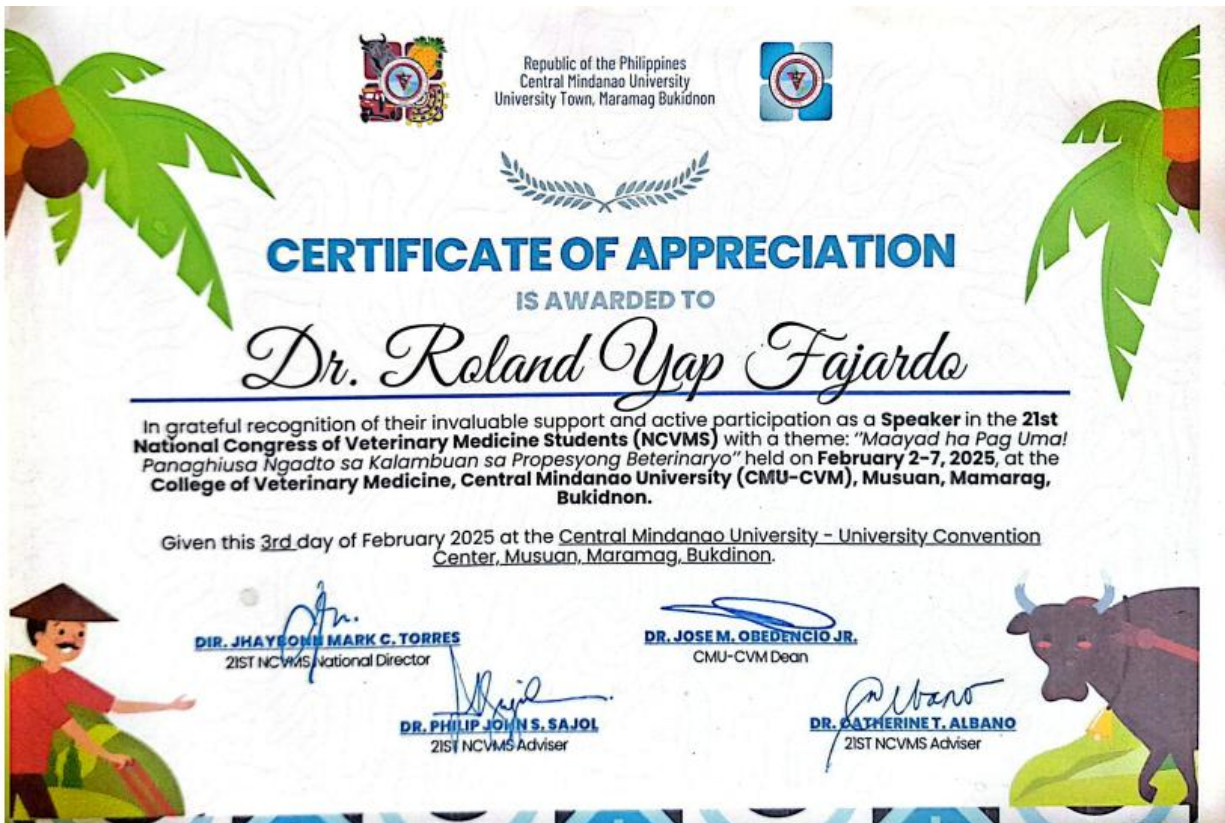 Republic of the Philippines
Central Mindanao University
University Town, Maramag Bukidnon
CERTIFICATE OF APPRECIATION
IS AWARDED TO
Dr. Roland Yap Fajardo
In grateful recognition of their invaluable support and active participation as a Speaker in the 21st
National Congress of Veterinary Medicine Students (NCVMS) with a theme: "Maayad ha Pag Uma!
Panaghiusa Ngadto sa Kalambuan sa Propesyong Beterinaryo" held on February 2-7, 2025, at the
College of Veterinary Medicine, Central Mindanao University (CMU-CVM), Musuan, Mamarag,
Bukidnon.
Given this 3rd day of February 2025 at the Central Mindanao University - University Convention
Center, Musuan, Maramag, Bukdinon.
DIR. JHAYBONN MARK C. TORRES
21ST NCVMS National Director
DR. JOSE M. OBEDENCIO JR.
CMU-CVM Dean
DR. PHILIP JOHN S. SAJOL
21ST NCVMS Adviser
DR. CATHERINE T. ALBANO
21ST NCVMS Adviser